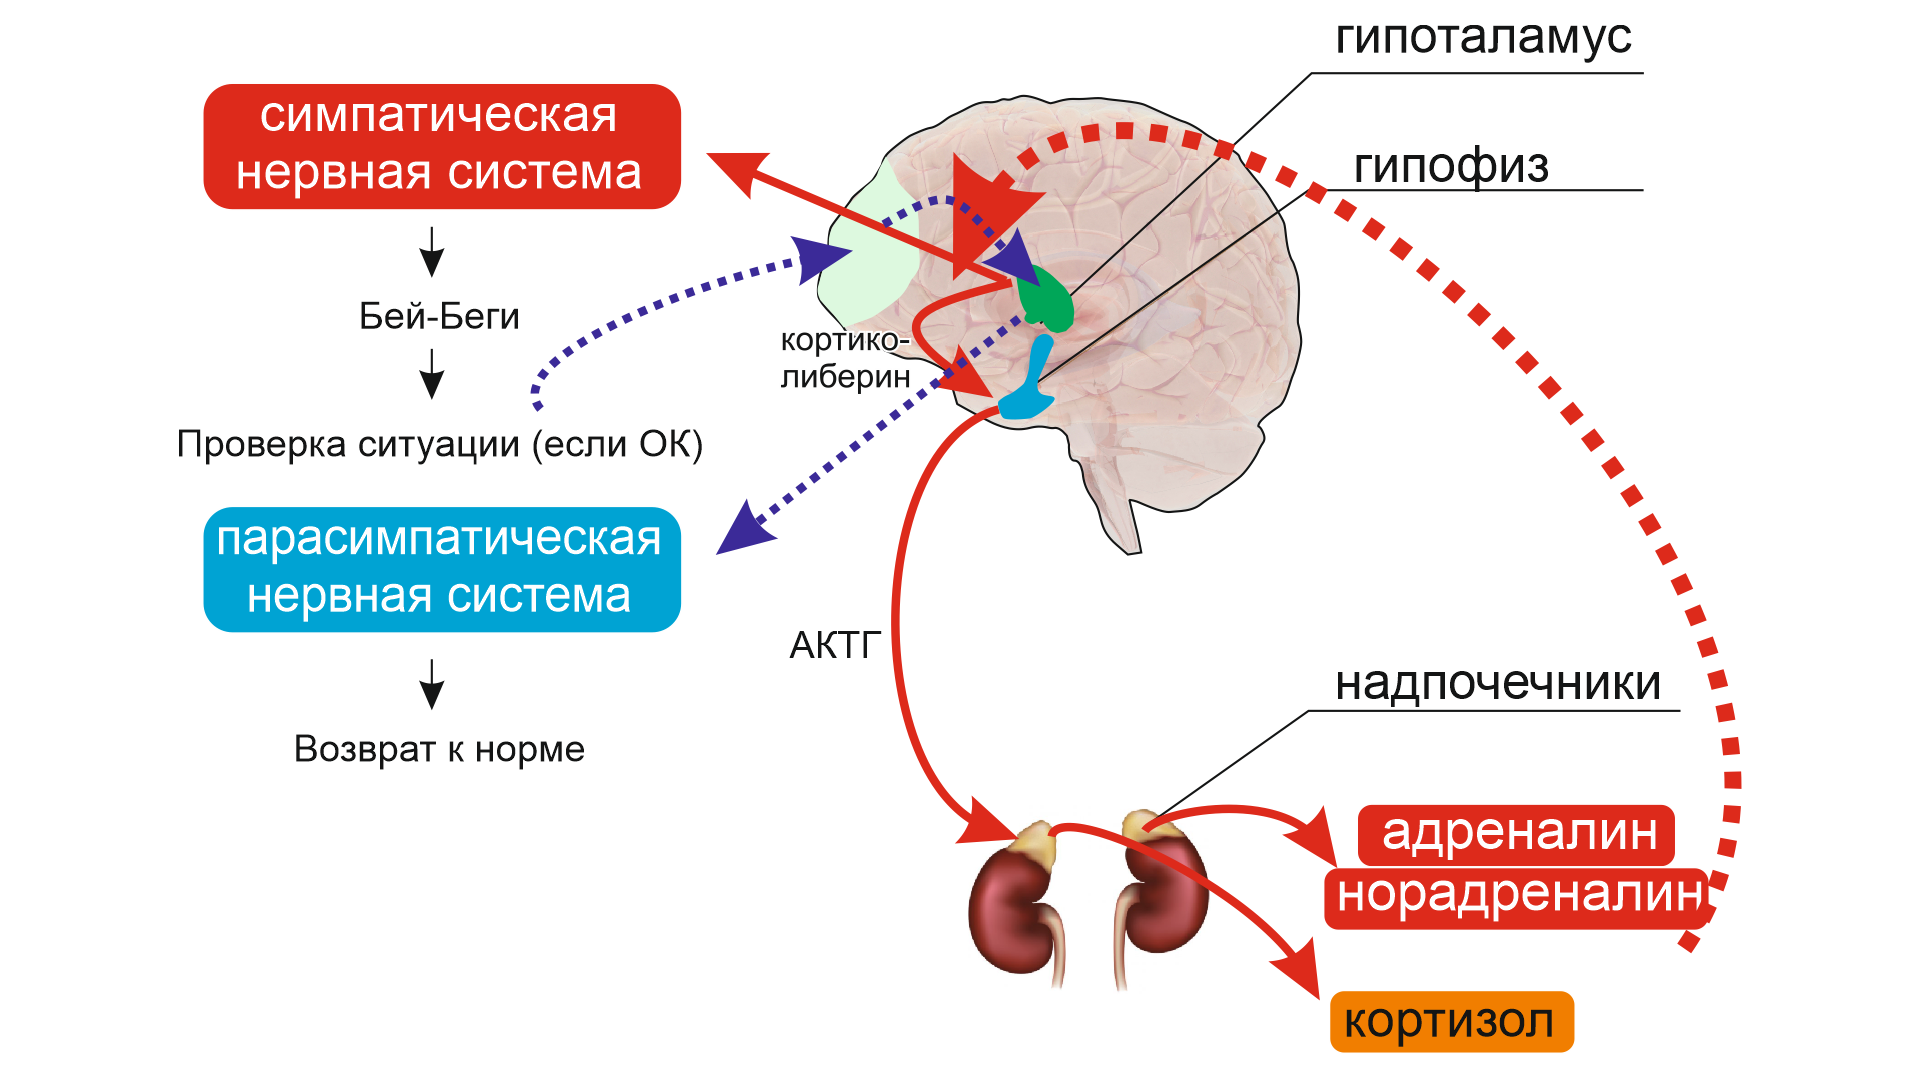 гипоталамус
симпатическая
нервная система
гипофиз
Бей-Беги
кортико-
либерин
Проверка ситуации (если ОК)
парасимпатическая
нервная система
АКТГ
надпочечники
Возврат к норме
адреналин
норадреналин
кортизол